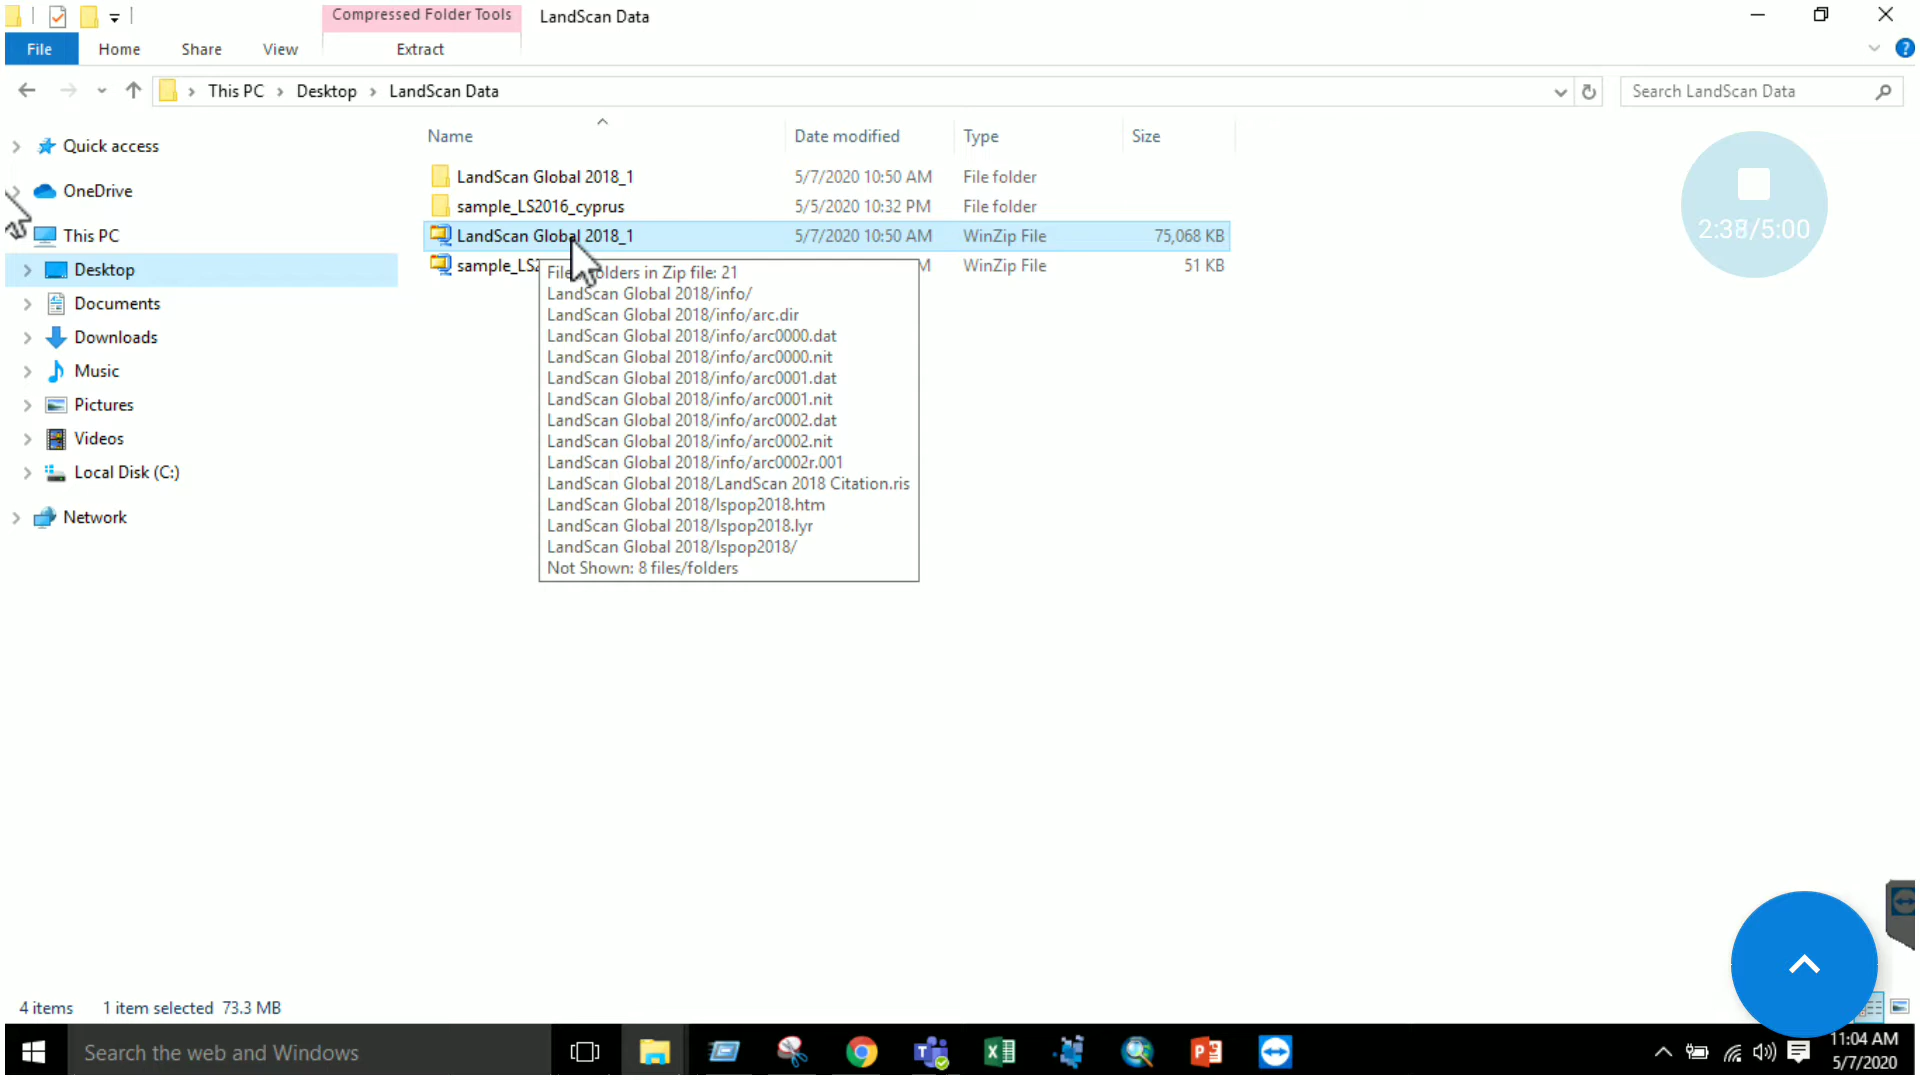 Compressed Folder Tools
LandScan Data
File
Home
Share
View
Extract
This PC
Desktop
LandScan Data
Search LandScan Data
Name
Date modified
Type
Size
Quick access
OneDrive
This PC
Desktop
Documents
Downloads
Music
Pictures
Videos
Local Disk (C:)
Network
LandScan Global 2018_1 5/7/2020 10:50 AM File folder
sample_LS2016_cyprus 5/5/2020 10:32 PM File folder
LandScan Global 2018_1 5/7/2020 10:50 AM WinZip File 75,068 KB
sample_LS M WinZip File 51 KB
in Zip file: 21
LandScan Global 2018/info/
LandScan Global 2018/info/arc.dir
LandScan Global 2018/info/arc0000.dat
LandScan Global 2018/info/arc0000.nit
LandScan Global 2018/info/arc0001.dat
LandScan Global 2018/info/arc0001.nit
LandScan Global 2018/info/arc0002.dat
LandScan Global 2018/info/arc0002.nit
LandScan Global 2018/info/arc0002r.001
LandScan Global 2018/LandScan 2018 Citation.ris
LandScan Global 2018/lspop2018.htm
LandScan Global 2018/lspop2018.lyr
LandScan Global 2018/lspop2018/
Not Shown: 8 files/folders
4 items 1 item selected 73.3 MB
Search the web and Windows
11:04 AM
5/7/2020